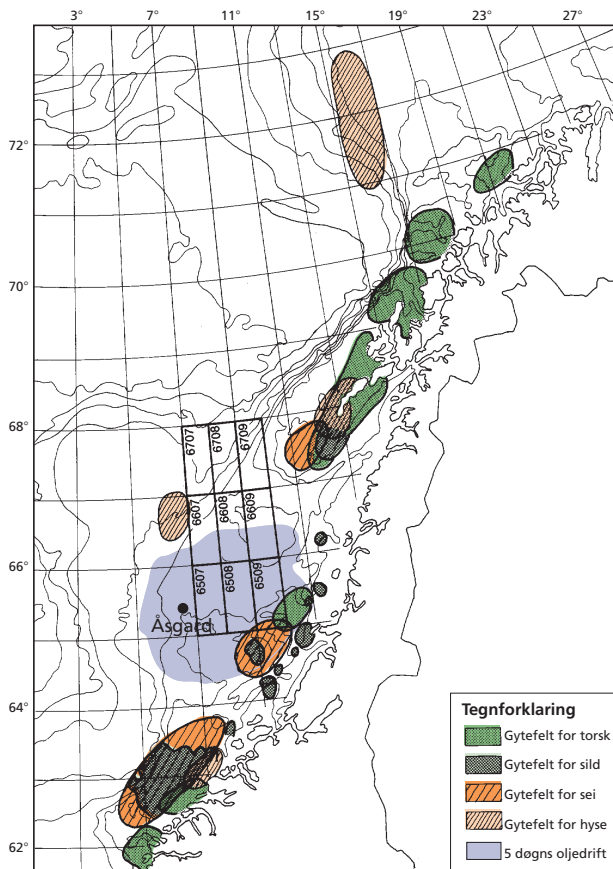 3° 7° 11° 15° 19° 23° 27°
72°
70°
68°
66°
64°
62°
6707 6708 6709
6607 6608 6609
6507 6508 6509
Åsgard
Tegnforklaring
Gytefelt for torsk
Gytefelt for sild
Gytefelt for sei
Gytefelt for hyse
5 døgns oljedrift